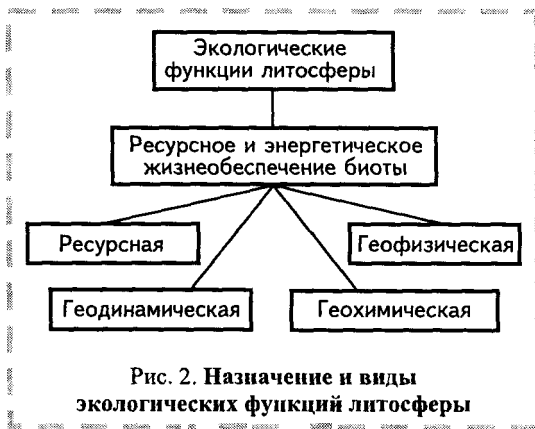 Экологические
функции литосферы
Ресурсное и энергетическое
жизнеобеспечение биоты
Ресурсная
Геофизическая
Геодинамическая
Геохимическая
Рис. 2. Назначение и виды
экологических функций литосферы